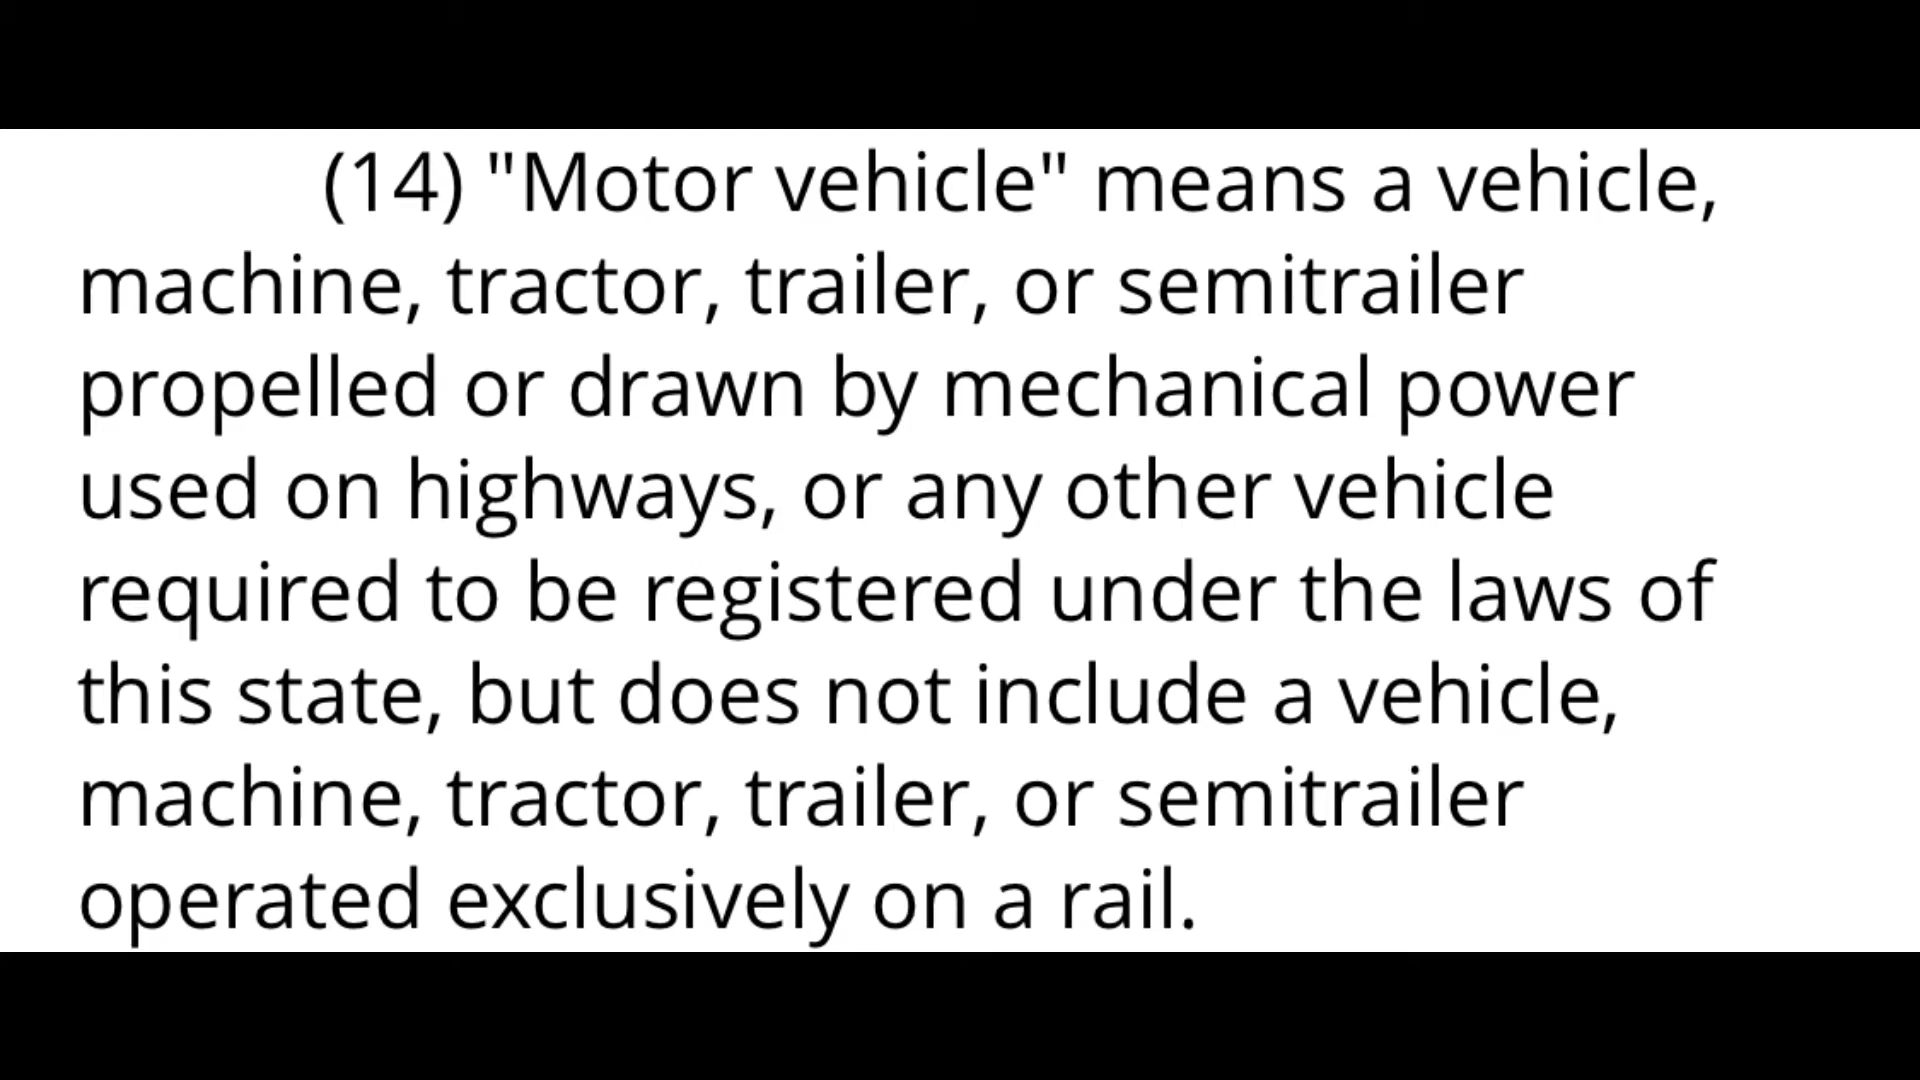 (14) "Motor vehicle" means a vehicle,
machine, tractor, trailer, or semitrailer
propelled or drawn by mechanical power
used on highways, or any other vehicle
required to be registered under the laws of
this state, but does not include a vehicle,
machine, tractor, trailer, or semitrailer
operated exclusively on a rail.